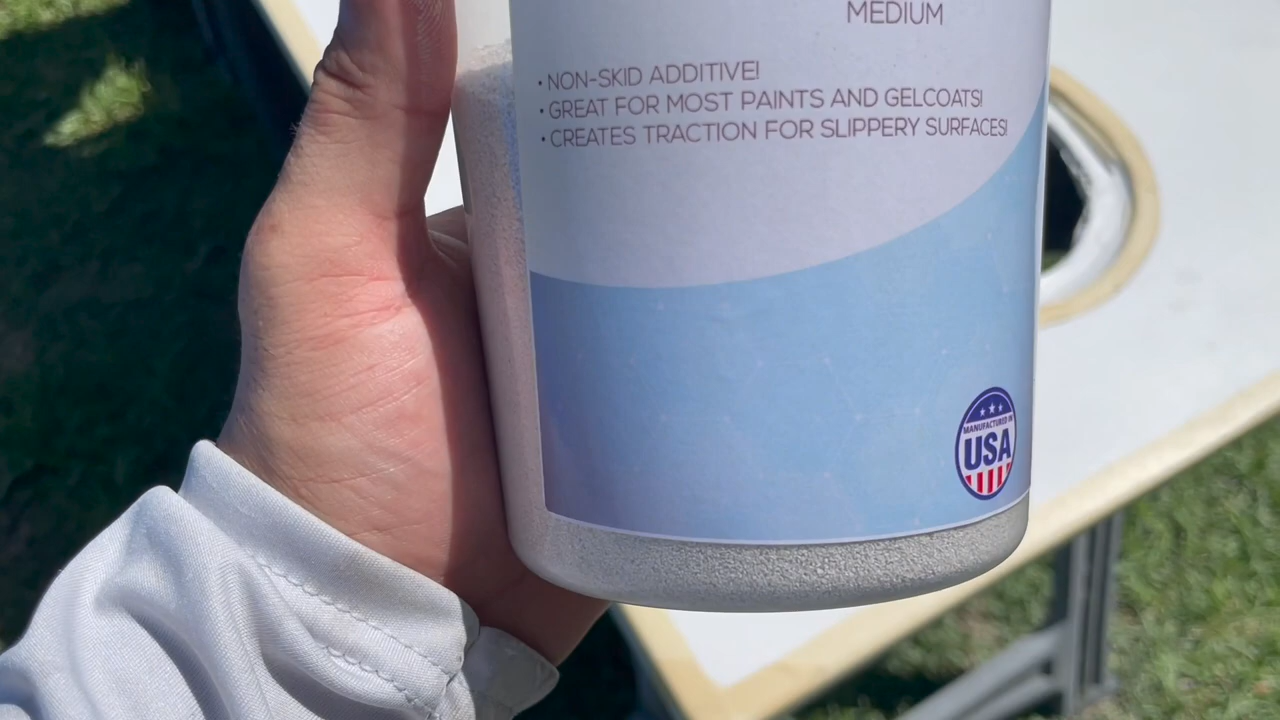 MEDIUM
• NON-SKID ADDITIVE!
• GREAT FOR MOST PAINTS AND GELCOATS!
• CREATES TRACTION FOR SLIPPERY SURFACES!
MANUFACTURED IN
USA